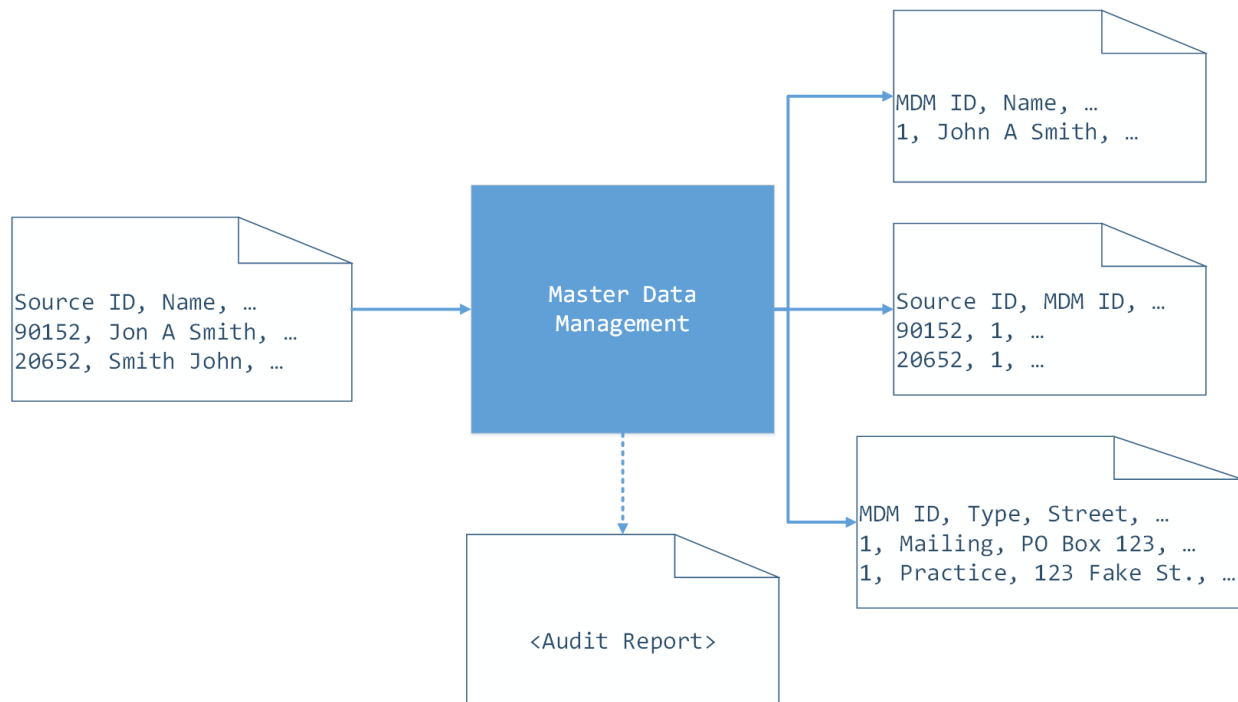 Source ID, Name, …
90152, Jon A Smith, …
20652, Smith John, …
Master Data
Management
<Audit Report>
MDM ID, Name, …
1, John A Smith, …
Source ID, MDM ID, …
90152, 1, …
20652, 1, …
MDM ID, Type, Street, …
1, Mailing, PO Box 123, …
1, Practice, 123 Fake St., …